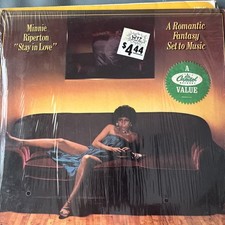 Minnie
Riperton
"Stay in Love"
$4.44
A Romantic
Fantasy
Set to Music
A
Capitol
VALUE